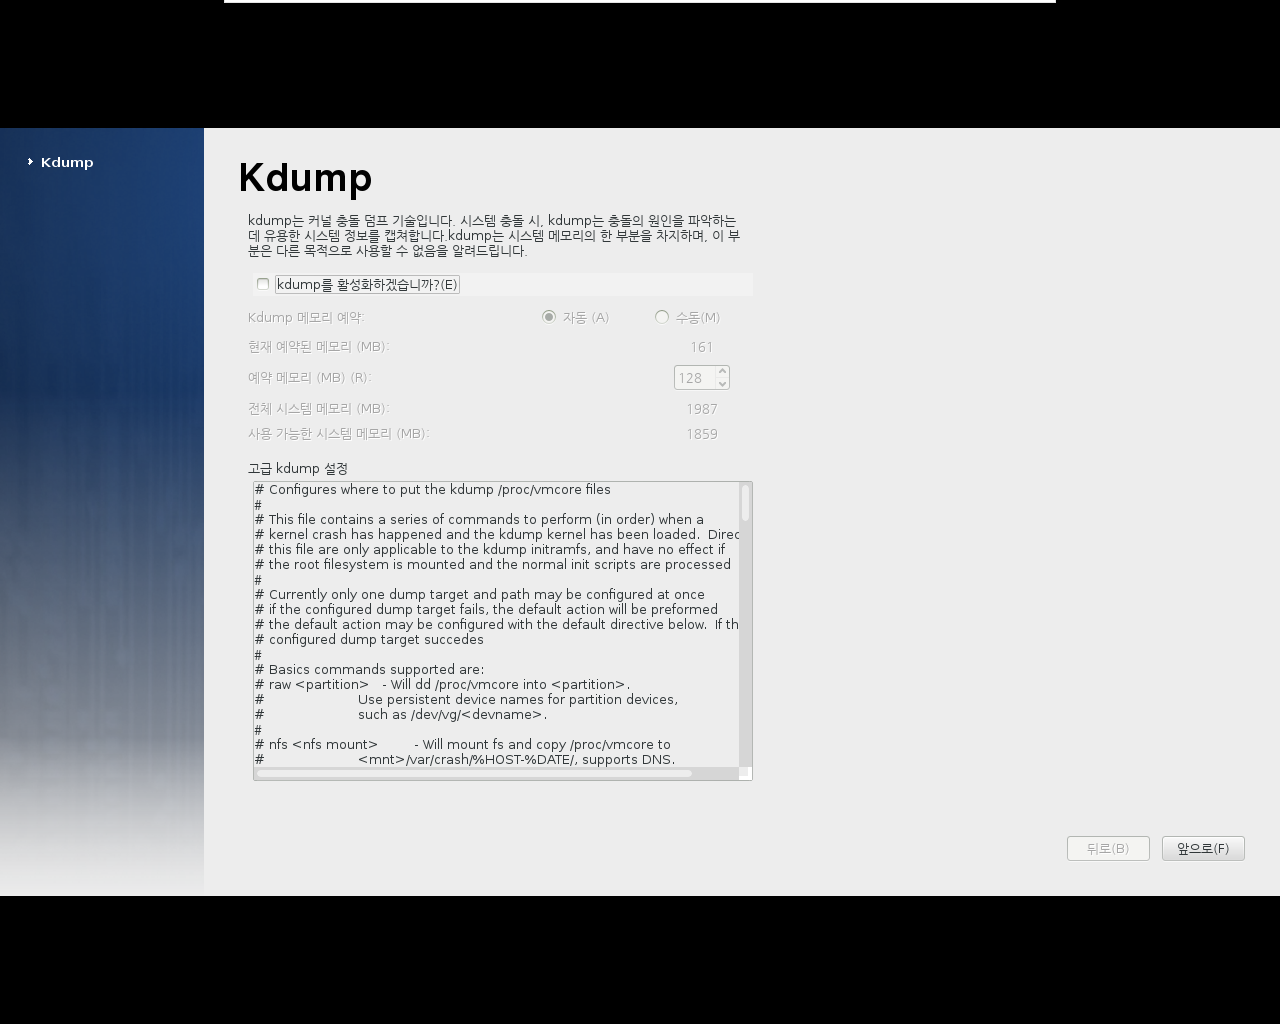 Kdump
Kdump
kdump는 커널 충돌 덤프 기술입니다. 시스템 충돌 시, kdump는 충돌의 원인을 파악하는
데 유용한 시스템 정보를 캡쳐합니다.kdump는 시스템 메모리의 한 부분을 차지하며, 이 부
분은 다른 목적으로 사용할 수 없음을 알려드립니다.
kdump를 활성화하겠습니까?(E)
Kdump 메모리 예약: 자동 (A) 수동(M)
현재 예약된 메모리 (MB): 161
예약 메모리 (MB) (R): 128
전체 시스템 메모리 (MB): 1987
사용 가능한 시스템 메모리 (MB): 1859
고급 kdump 설정
# Configures where to put the kdump /proc/vmcore files
#
# This file contains a series of commands to perform (in order) when a
# kernel crash has happened and the kdump kernel has been loaded.  Direc
# this file are only applicable to the kdump initramfs, and have no effect if
# the root filesystem is mounted and the normal init scripts are processed
#
# Currently only one dump target and path may be configured at once
# if the configured dump target fails, the default action will be preformed
# the default action may be configured with the default directive below.  If th
# configured dump target succedes
#
# Basics commands supported are:
# raw <partition>   - Will dd /proc/vmcore into <partition>.
#                     Use persistent device names for partition devices,
#                     such as /dev/vg/<devname>.
#
# nfs <nfs mount>         - Will mount fs and copy /proc/vmcore to
#                     <mnt>/var/crash/%HOST-%DATE/, supports DNS.
뒤로(B) 앞으로(F)